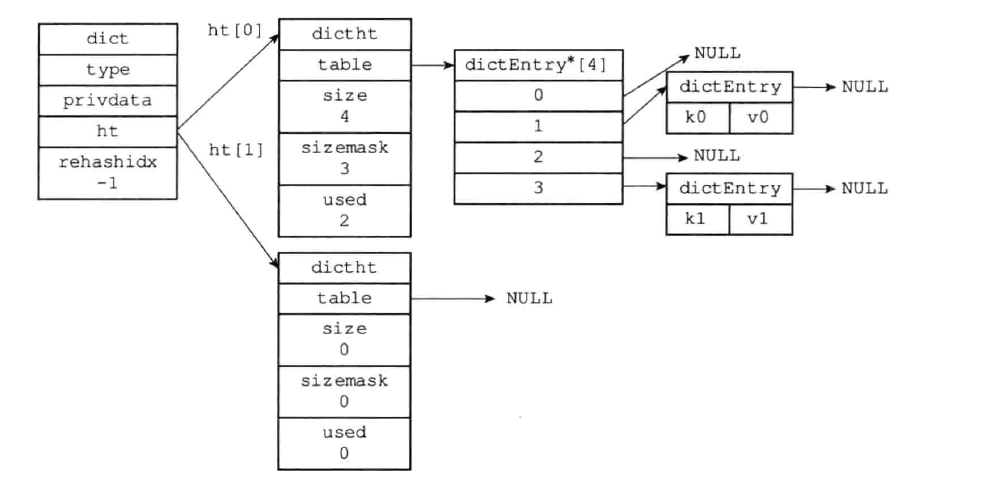 dict
type
privdata
ht
rehashidx
-1
ht[0]
ht[1]
dictht
table
size
4
sizemask
3
used
2
dictEntry*[4]
0
1
2
3
NULL
dictEntry
k0 v0
NULL
NULL
dictEntry
k1 v1
NULL
dictht
table
NULL
size
0
sizemask
0
used
0